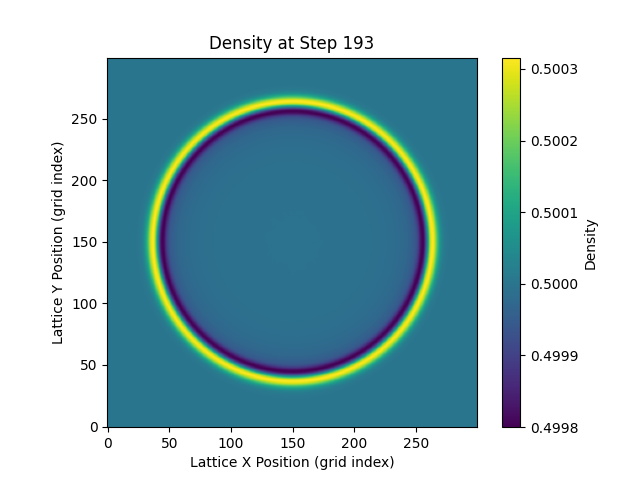 Density at Step 193
Lattice Y Position (grid index)
250
200
150
100
50
0
0 50 100 150 200 250
Lattice X Position (grid index)
0.5003
0.5002
0.5001
0.5000
0.4999
0.4998
Density